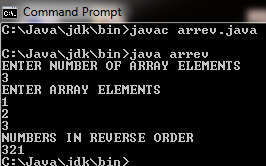 Command Prompt
C:\Java\jdk\bin>javac arrev.java
C:\Java\jdk\bin>java arrev
ENTER NUMBER OF ARRAY ELEMENTS
3
ENTER ARRAY ELEMENTS
1
2
3
NUMBERS IN REVERSE ORDER
321
C:\Java\jdk\bin>